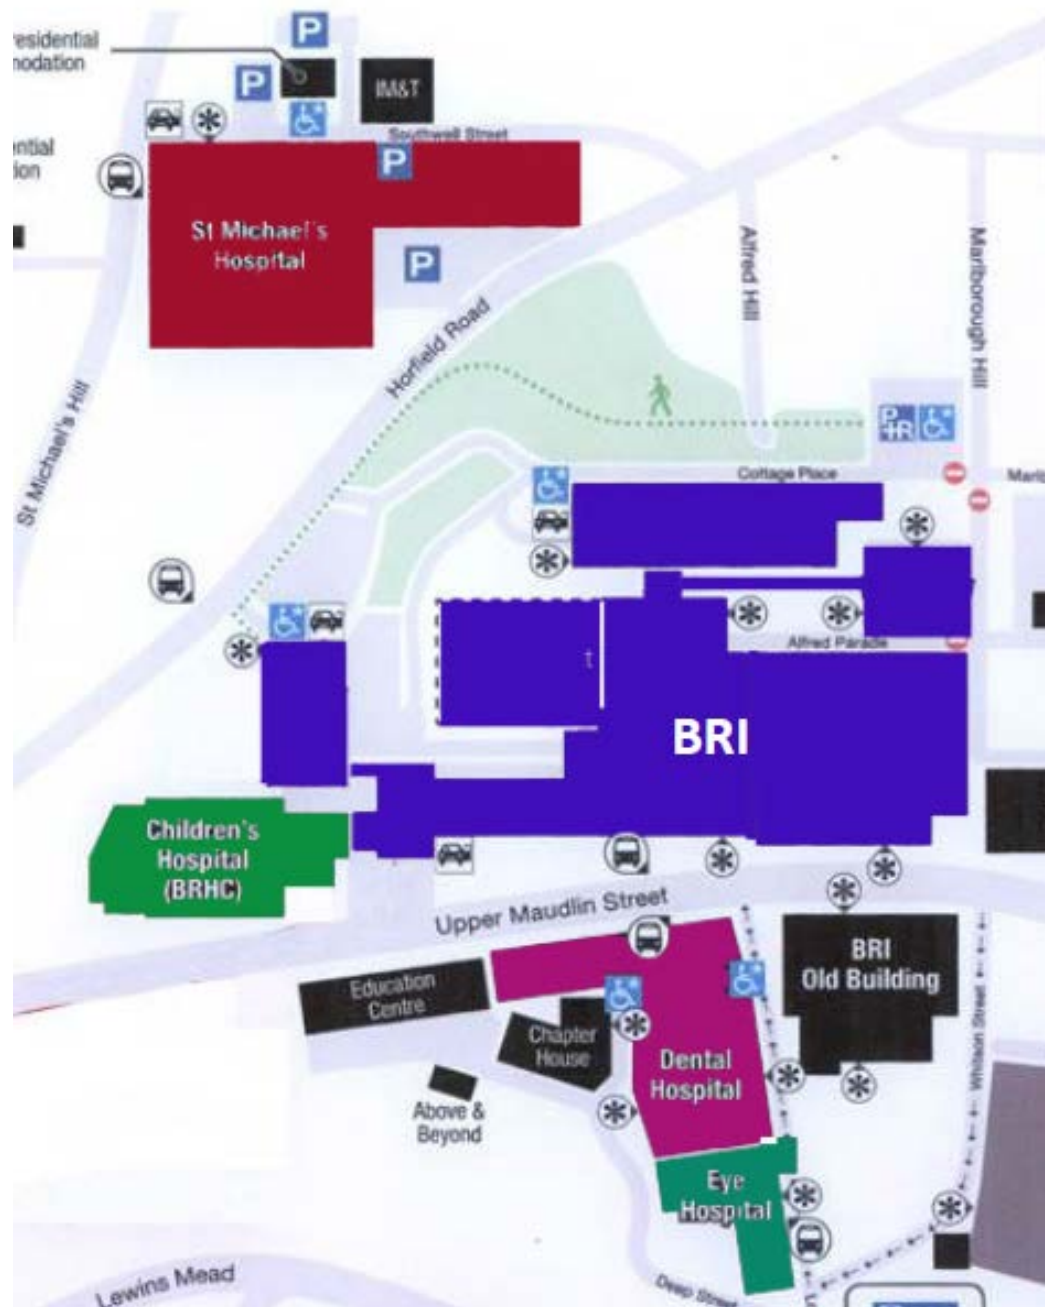 esidential
nodation
P
P
IM&T
Southwell Street
ential
ion
P
St Michael's
Hospital
P
Horfield Road
Alfred Hill
Marlborough Hill
St Michael's Hill
P
+R
Cottage Place
Marlb
Alfred Parade
BRI
Children's
Hospital
(BRHC)
Upper Maudlin Street
BRI
Old Building
Education
Centre
Chapter
House
Dental
Hospital
Whitson Street
Above &
Beyond
Eye
Hospital
Lewins Mead
Deep Street